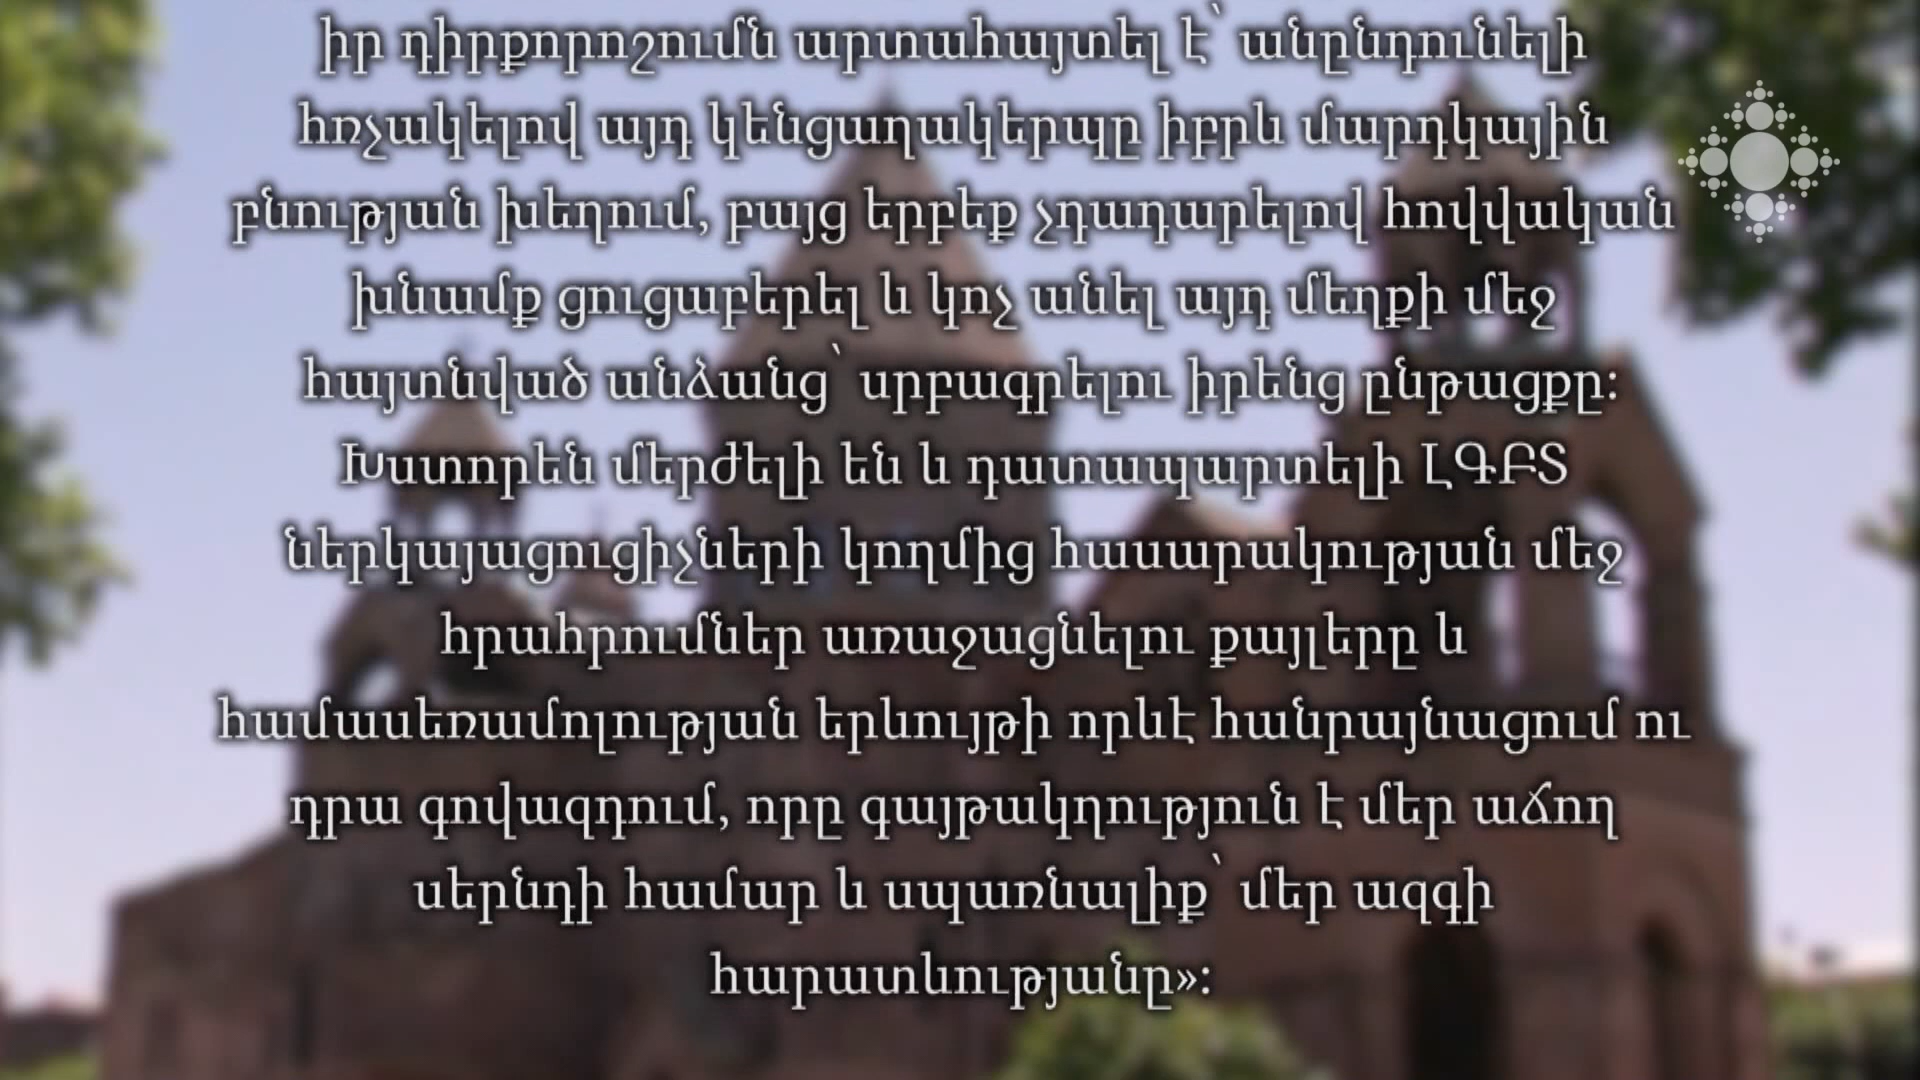 իր դիրքորոշումն արտահայտել է՝ անընդունելի
հռչակելով այդ կենցաղակերպը իբրև մարդկային
բնության խեղում, բայց երբեք չդադարելով հովվական
խնամք ցուցաբերել և կոչ անել այդ մեղքի մեջ
հայտնված անձանց՝ սրբագրելու իրենց ընթացքը։
Խստորեն մերժելի են և դատապարտելի ԼԳԲՏ
ներկայացուցիչների կողմից հասարակության մեջ
հրահրումներ առաջացնելու քայլերը և
համասեռամոլության երևույթի որևէ հանրայնացում ու
դրա գովազդում, որը գայթակղություն է մեր աճող
սերնդի համար և սպառնալիք՝ մեր ազգի
հարատևությանը»։